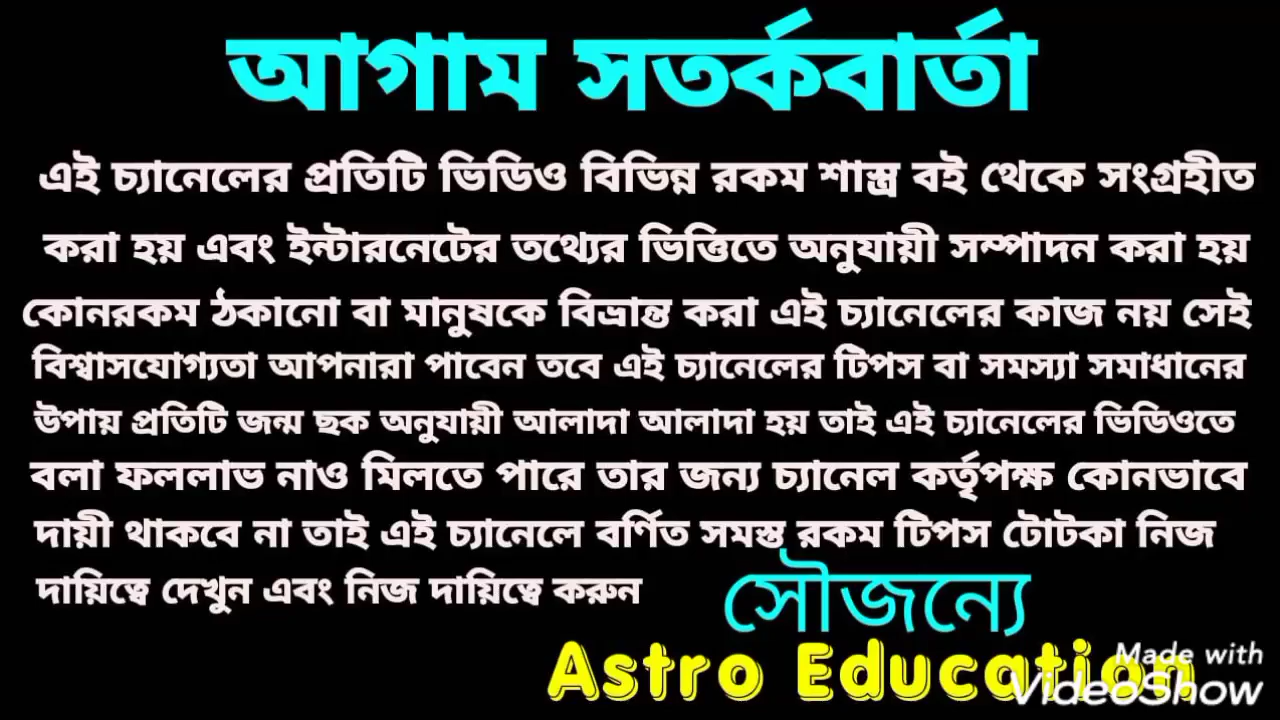 আগাম সতর্কবার্তা
এই চ্যানেলের প্রতিটি ভিডিও বিভিন্ন রকম শাস্ত্র বই থেকে সংগ্রহীত
করা হয় এবং ইন্টারনেটের তথ্যের ভিত্তিতে অনুযায়ী সম্পাদন করা হয়
কোনরকম ঠকানো বা মানুষকে বিভ্রান্ত করা এই চ্যানেলের কাজ নয় সেই
বিশ্বাসযোগ্যতা আপনারা পাবেন তবে এই চ্যানেলের টিপস বা সমস্যা সমাধানের
উপায় প্রতিটি জন্ম ছক অনুযায়ী আলাদা আলাদা হয় তাই এই চ্যানেলের ভিডিওতে
বলা ফললাভ নাও মিলতে পারে তার জন্য চ্যানেল কর্তৃপক্ষ কোনভাবে
দায়ী থাকবে না তাই এই চ্যানেলে বর্ণিত সমস্ত রকম টিপস টোটকা নিজ
দায়িত্বে দেখুন এবং নিজ দায়িত্বে করুন
সৌজন্যে
Astro Education
Made with
VideoShow